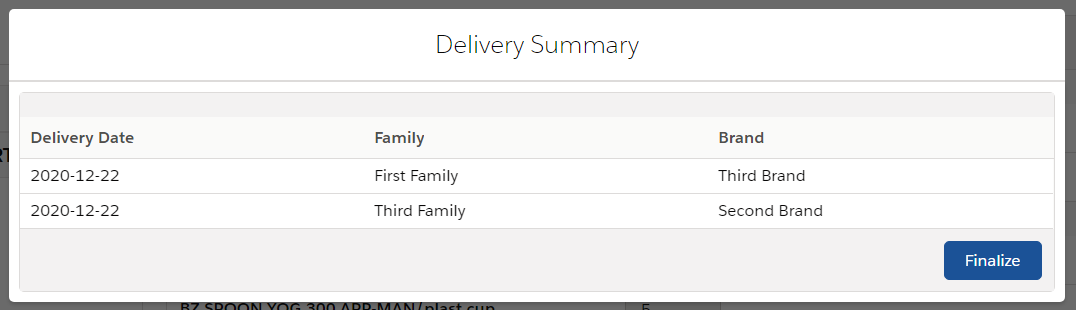 Delivery Summary
Delivery Date Family Brand
2020-12-22 First Family Third Brand
2020-12-22 Third Family Second Brand
Finalize